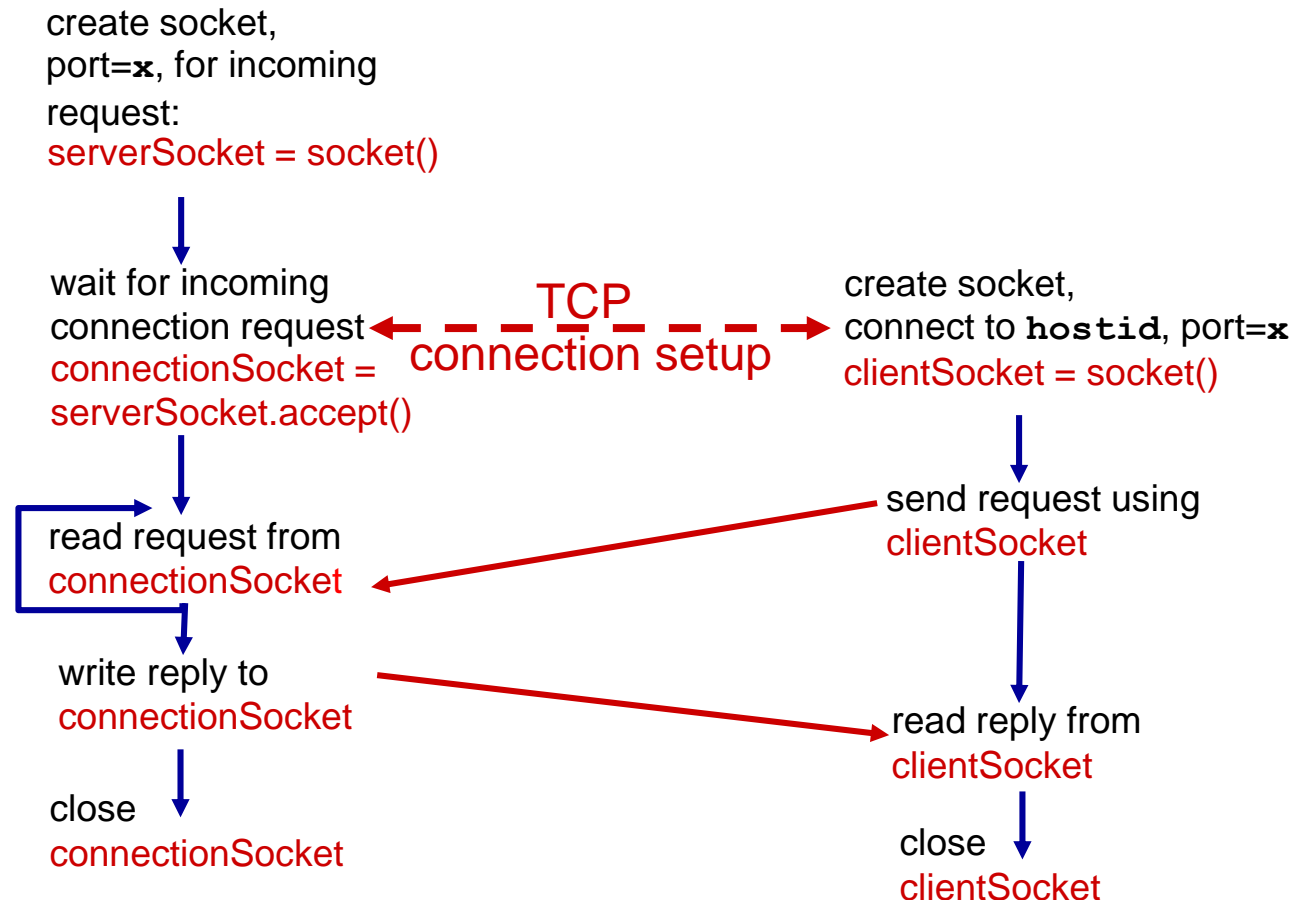 create socket,
port=x, for incoming
request:
serverSocket = socket()
wait for incoming
connection request
connectionSocket =
serverSocket.accept()
TCP
connection setup
create socket,
connect to hostid, port=x
clientSocket = socket()
read request from
connectionSocket
send request using
clientSocket
write reply to
connectionSocket
read reply from
clientSocket
close
connectionSocket
close
clientSocket